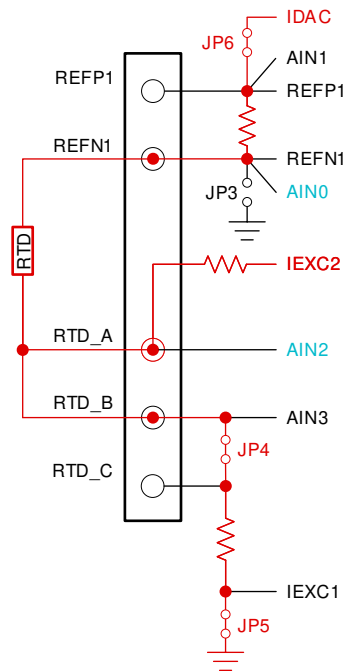 IDAC
JP6
AIN1
REFP1
REFP1
REFN1
REFN1
JP3
AIN0
RTD
IEXC2
RTD_A
AIN2
RTD_B
AIN3
JP4
RTD_C
IEXC1
JP5